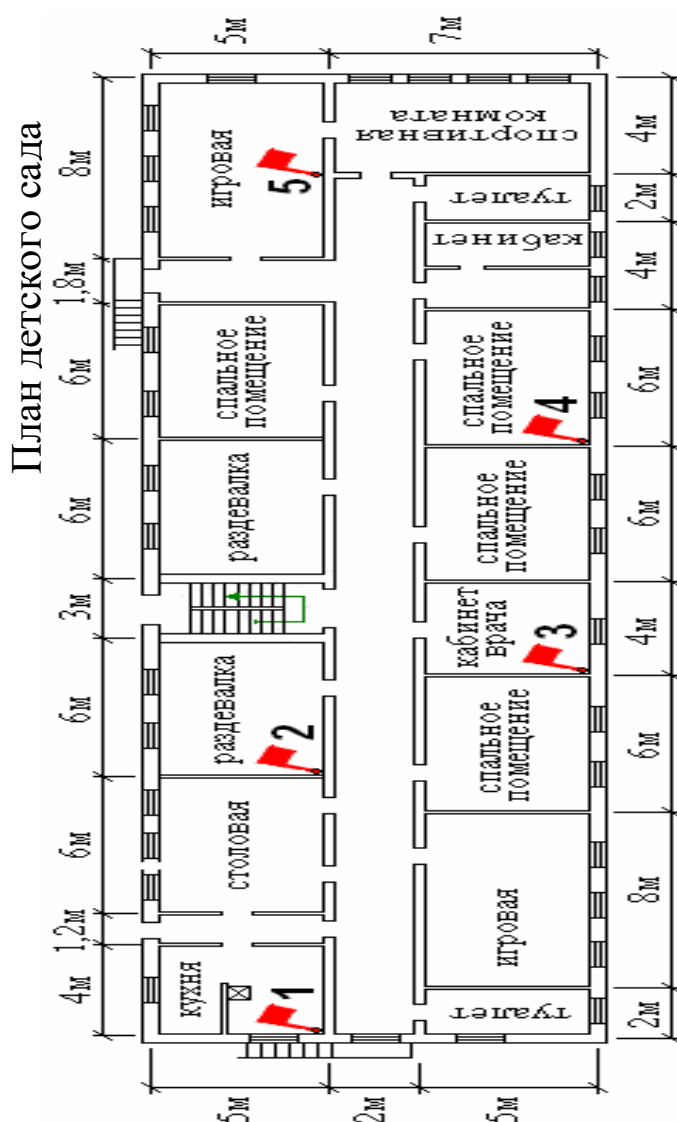 План детского сада
4м
1,2м
6м
6м
3м
6м
6м
1,8м
8м
5м
2м
5м
5м
7м
кухня
1
столовая
раздевалка
2
раздевалка
спальное
помещение
игровая
5
туалет
игровая
спальное
помещение
кабинет
врача
3
спальное
помещение
спальное
помещение
4
кабинет
туалет
спортивная
комната
2м
8м
6м
4м
6м
6м
4м
2м
4м